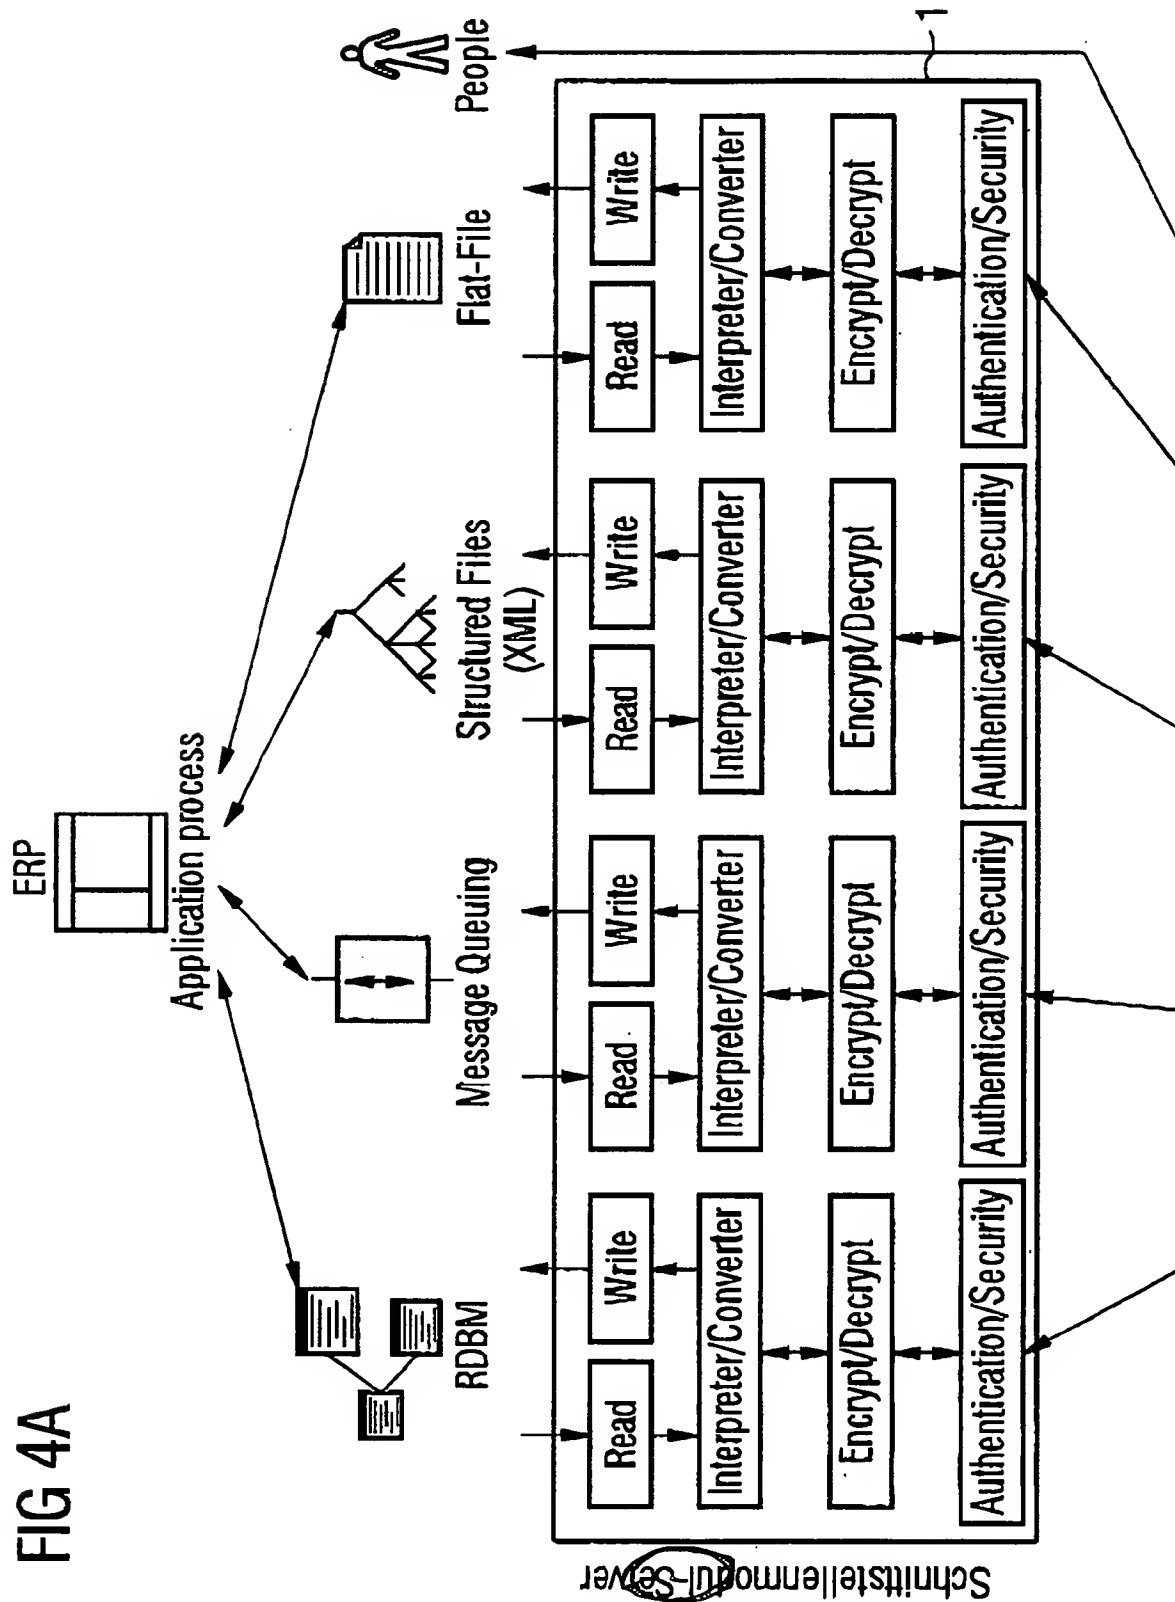 FIG 4A
ERP
Application process
RDBM
Message Queuing
Structured Files
(XML)
Flat-File
People
1
Read
Write
Read
Write
Read
Write
Read
Write
Interpreter/Converter
Interpreter/Converter
Interpreter/Converter
Interpreter/Converter
Encrypt/Decrypt
Encrypt/Decrypt
Encrypt/Decrypt
Encrypt/Decrypt
Authentication/Security
Authentication/Security
Authentication/Security
Authentication/Security
Schnittstellenmodul-Server